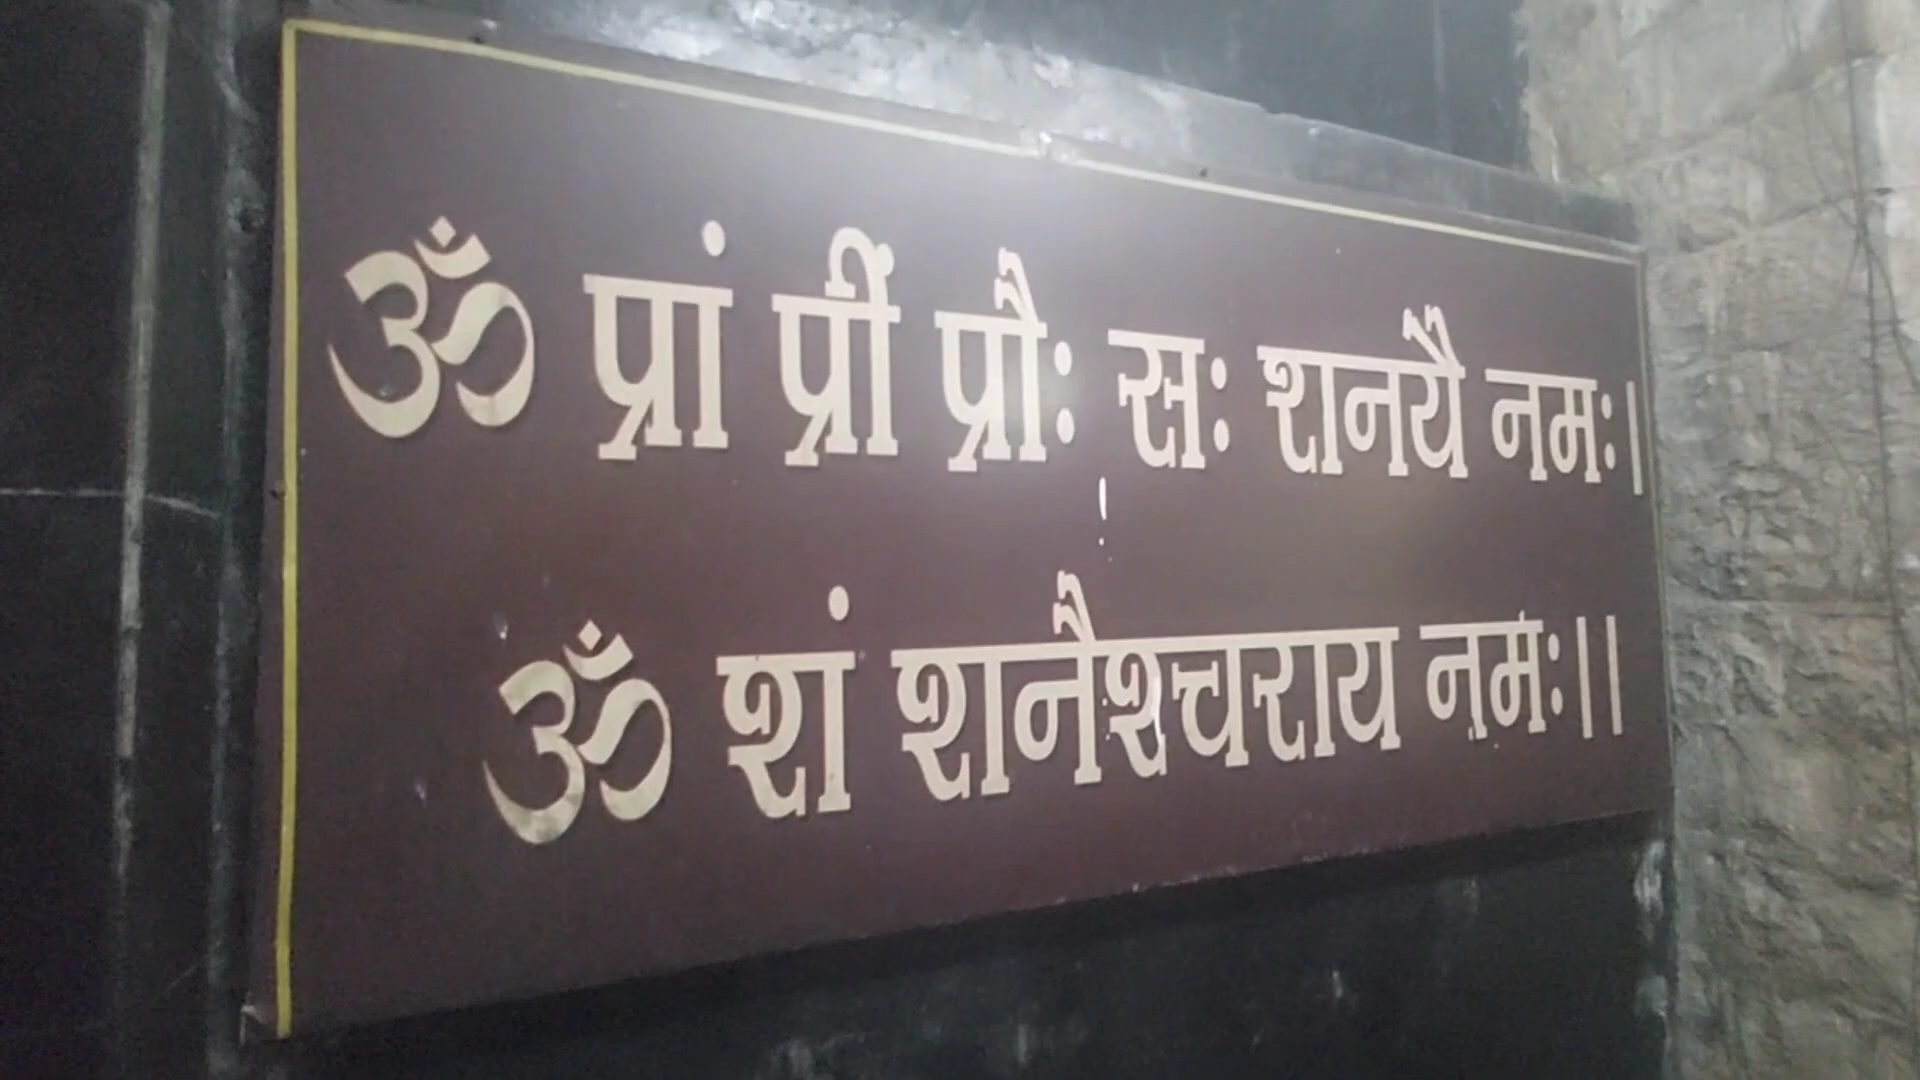 ॐ प्रां प्रीं प्रौः सः शनयै नमः।
ॐ शं शनैश्चराय नमः।।